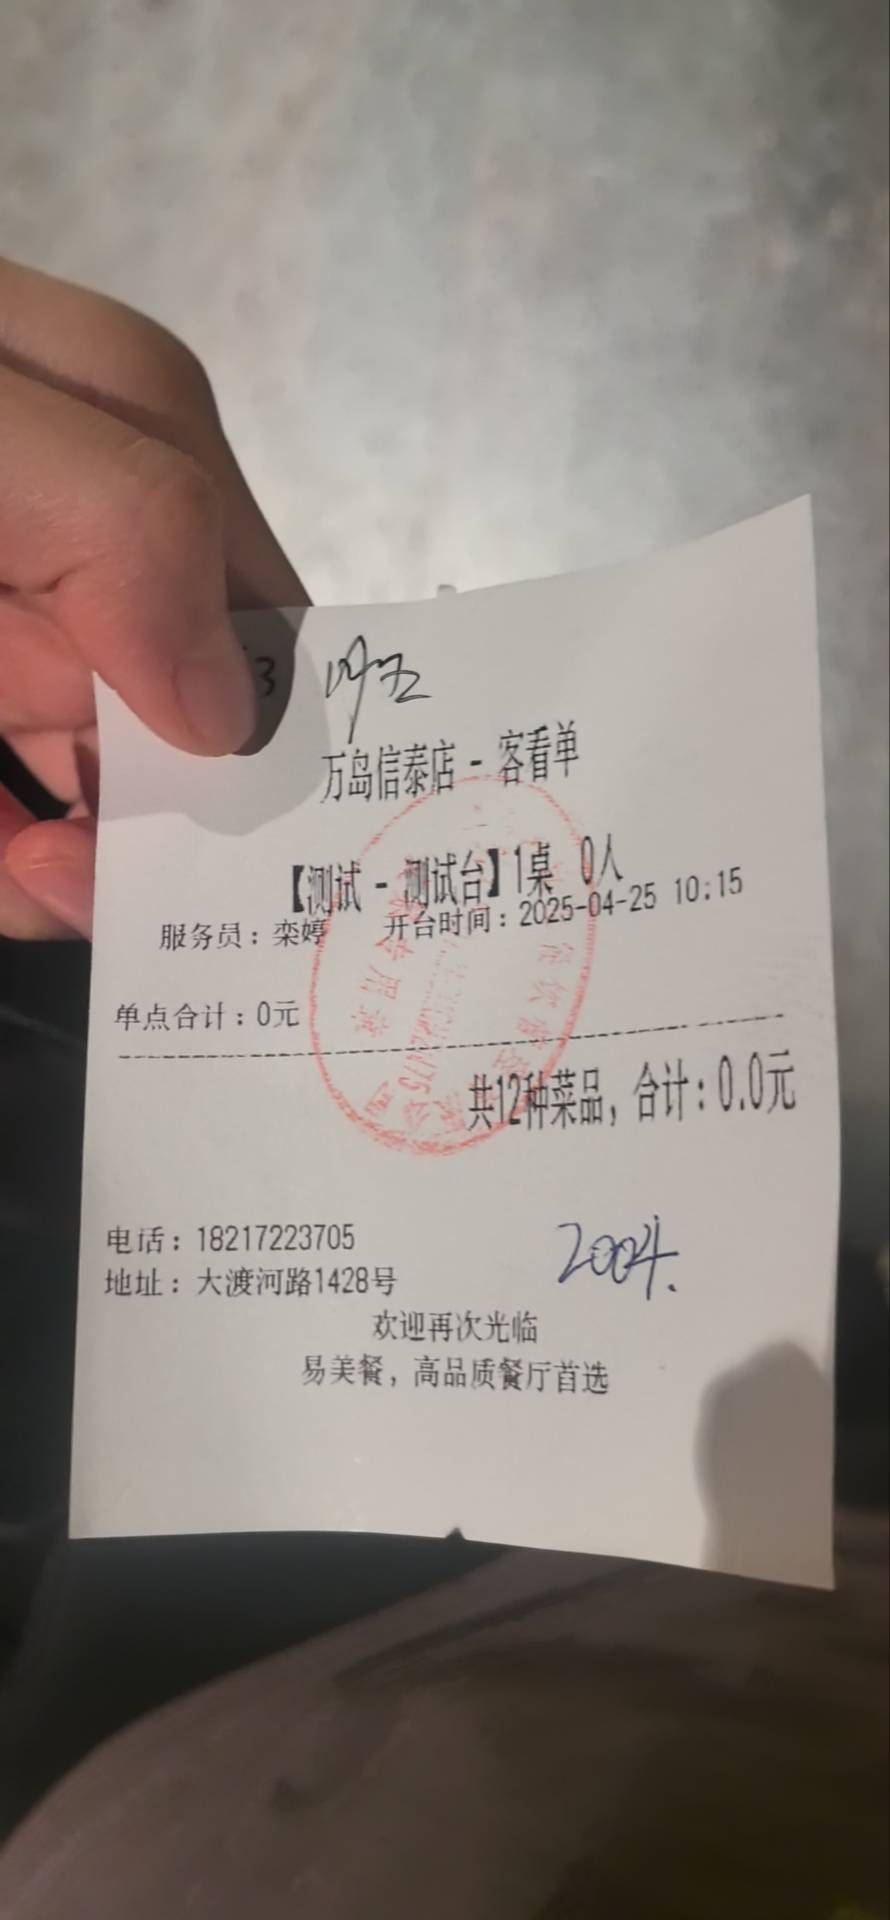 3
万岛信泰店 - 客看单
【测试 - 测试台】1桌 0人
服务员：栾婷 开台时间：2025-04-25 10:15
单点合计：0元
共12种菜品，合计：0.0元
电话：18217223705
2004.
地址：大渡河路1428号
欢迎再次光临
易美餐，高品质餐厅首选